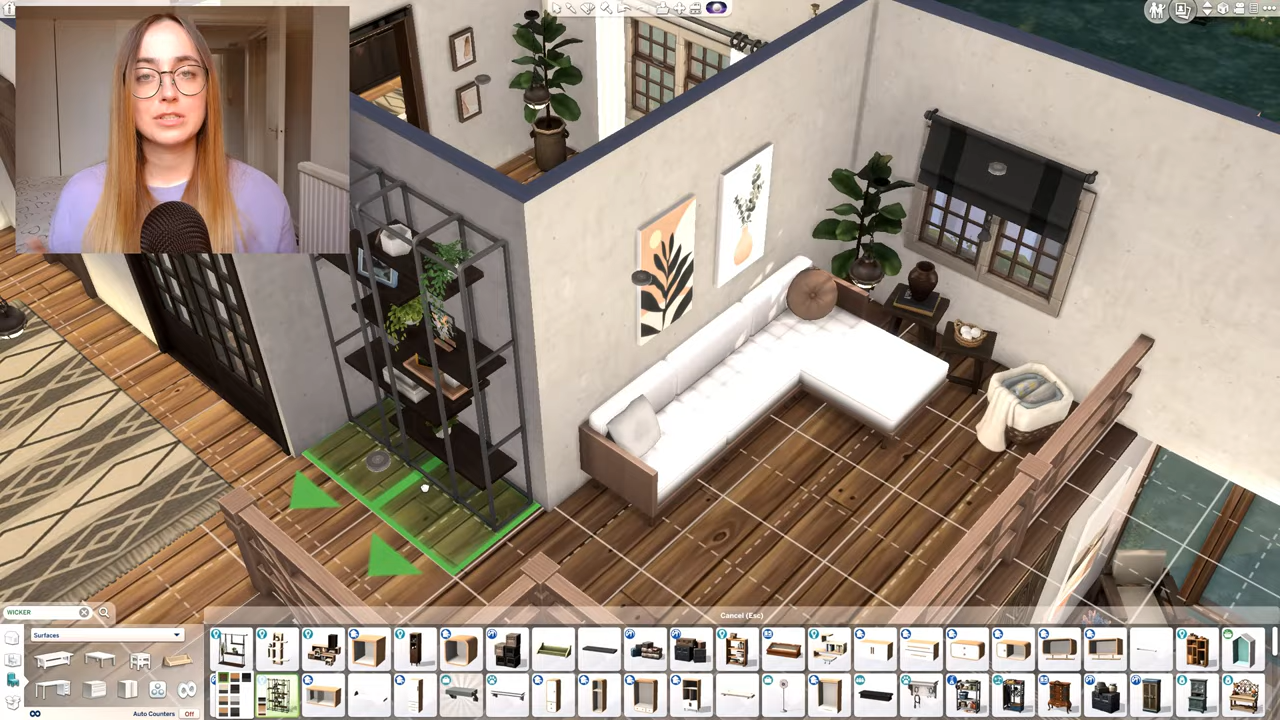 Cancel (Esc)
WICKER
Surfaces
Auto Counters
Off